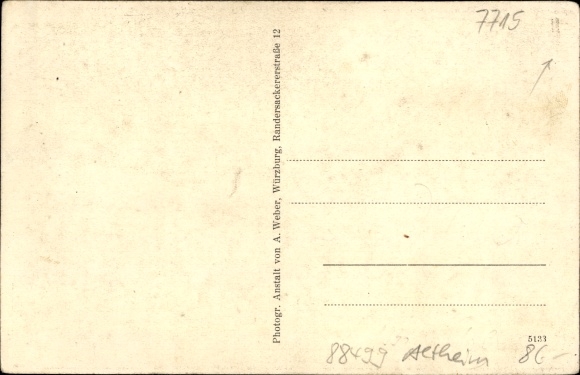 7715
Photogr. Anstalt von A. Weber, Würzburg, Randersackererstraße 12
5133
88499 Altheim 86-